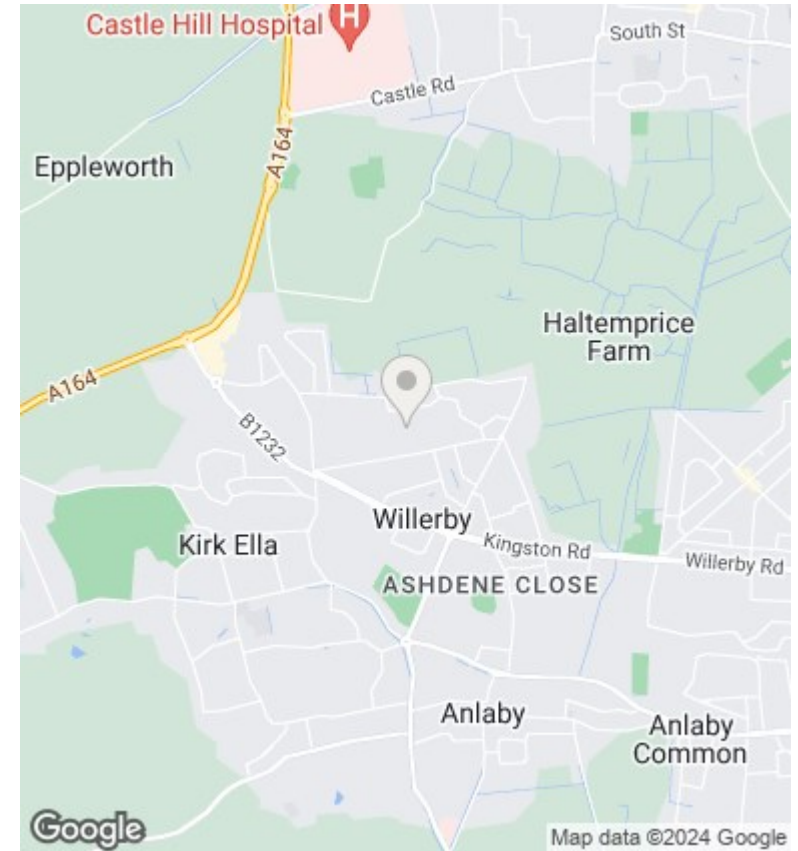 Castle Hill Hospital
H
South St
Castle Rd
A164
Eppleworth
Haltemprice
Farm
A164
B1232
Willerby
Kirk Ella
Kingston Rd
Willerby Rd
ASHDENE CLOSE
Anlaby
Anlaby
Common
Google
Map data ©2024 Google